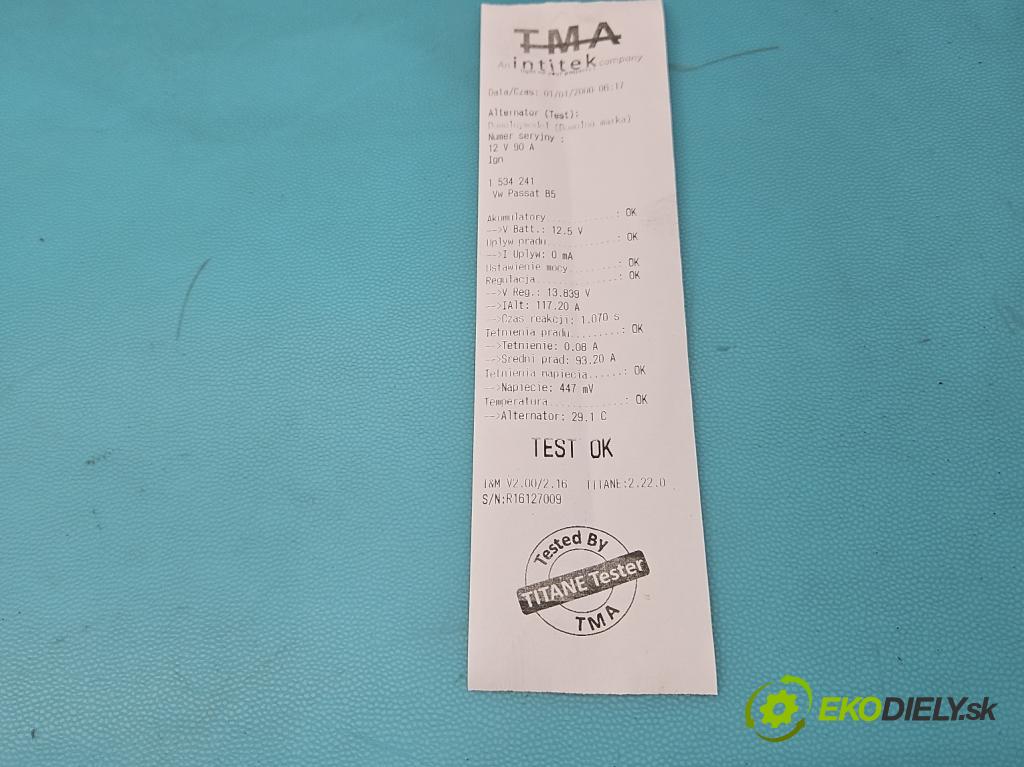 TMA
An intitek company
Data/Czas: 01/01/2000 06:17
Alternator (Test):
(Dowolna marka)
Numer seryjny :
12 V 90 A
Ign
1 534 241
Vw Passat B5
Akumulatory...............: OK
-->V Batt.: 12.5 V
Uplyw pradu...............: OK
-->I Uplyw: 0 mA
Ustawienie mocy...........: OK
Regulacja.................: OK
-->V Reg.: 13.839 V
-->IAlt: 117.20 A
-->Czas reakcji: 1.070 s
Tetnienia pradu...........: OK
-->Tetnienie: 0.08 A
-->Sredni prad: 93.20 A
Tetnienia napiecia......: OK
-->Napiecie: 447 mV
Temperatura...............: OK
-->Alternator: 29.1 C
TEST OK
T&M V2.00/2.16 TITANE:2.22.0
S/N:R16127009
Tested By
TITANE Tester
TMA
EKODIELY.sk